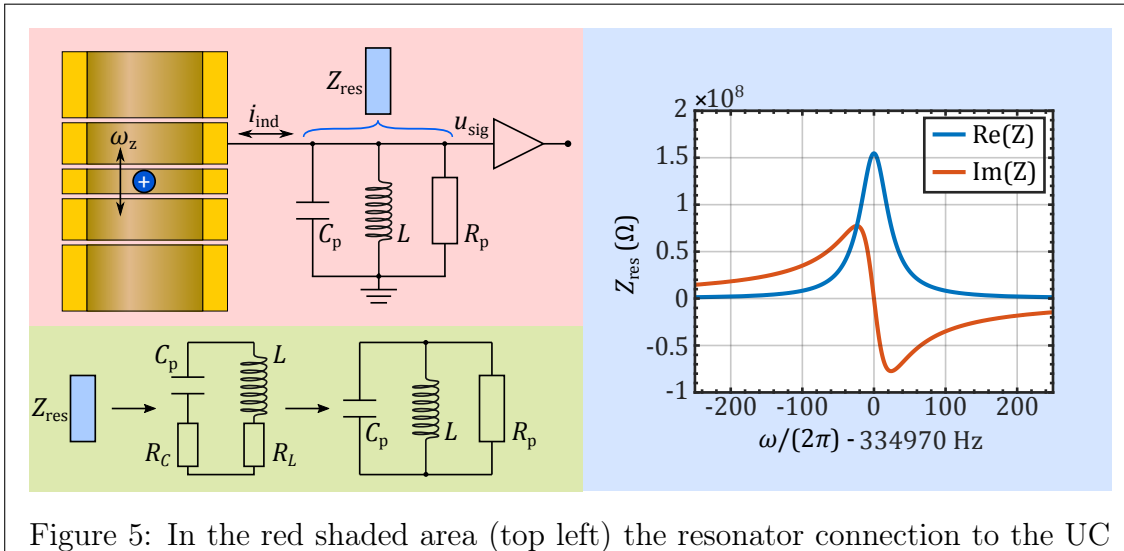 Z_res
i_ind
u_sig
ω_z
+
C_p
L
R_p
C_p
L
Z_res
R_C
R_L
C_p
L
R_p
2 ×10^8
Re(Z)
Im(Z)
1.5
1
0.5
0
-0.5
-1
Z_res (Ω)
-200 -100 0 100 200
ω/(2π) - 334970 Hz
Figure 5: In the red shaded area (top left) the resonator connection to the UC